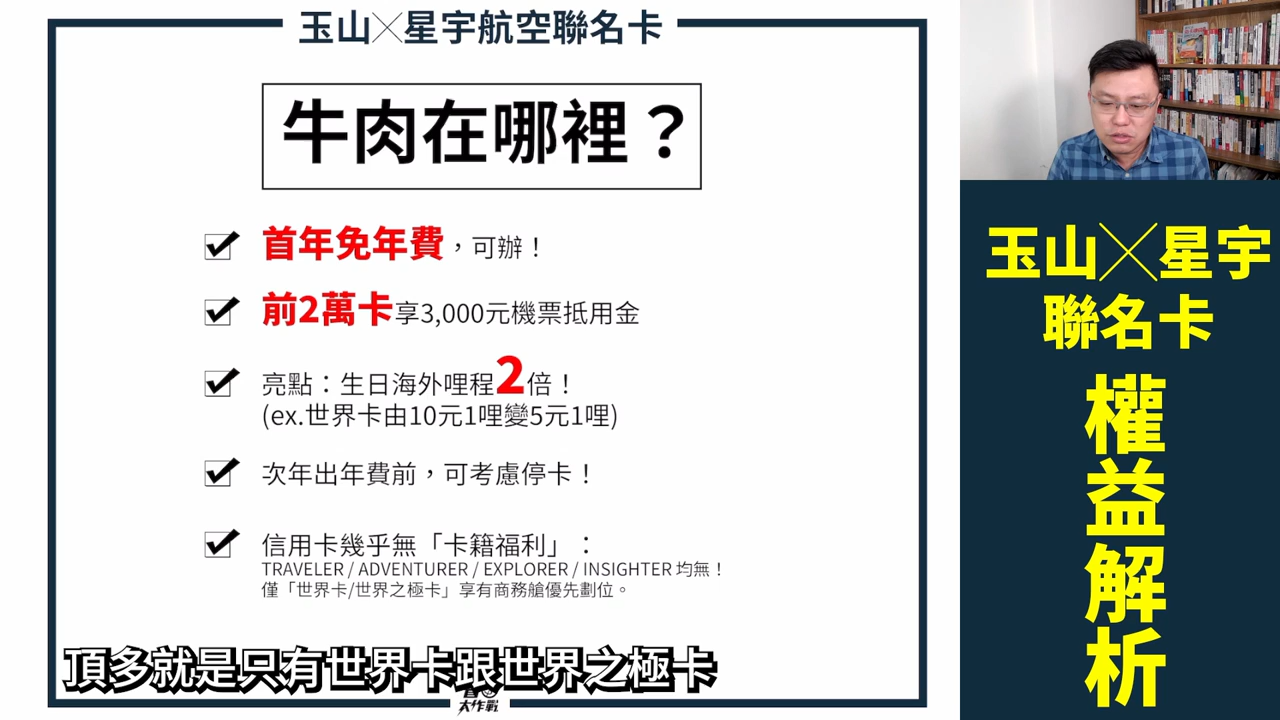 玉山╳星宇航空聯名卡
牛肉在哪裡？
首年免年費，可辦！
前2萬卡享3,000元機票抵用金
亮點：生日海外哩程2倍！
(ex.世界卡由10元1哩變5元1哩)
次年出年費前，可考慮停卡！
信用卡幾乎無「卡籍福利」：
TRAVELER / ADVENTURER / EXPLORER / INSIGHTER 均無！
僅「世界卡/世界之極卡」享有商務艙優先劃位。
頂多就是只有世界卡跟世界之極卡
大作戰
玉山╳星宇
聯名卡
權益解析